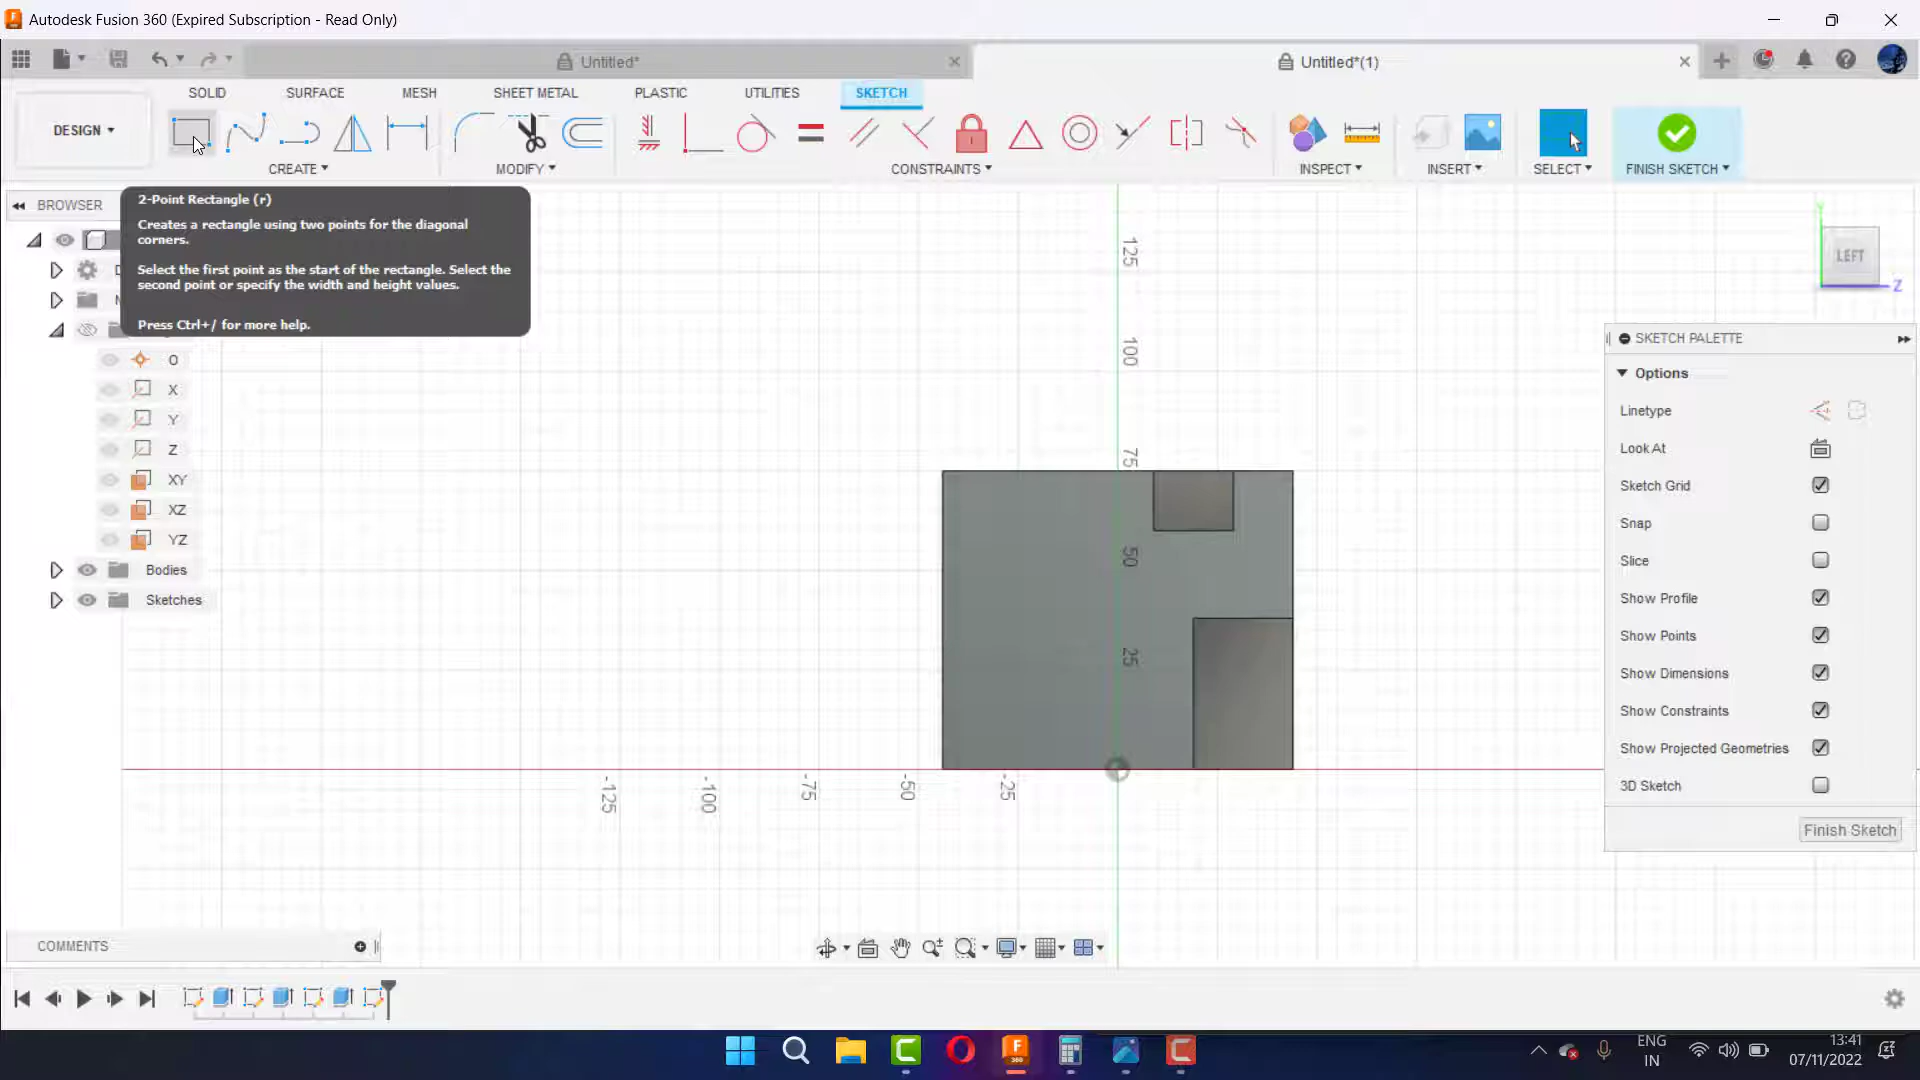 Autodesk Fusion 360 (Expired Subscription - Read Only)
Untitled*
Untitled*(1)
SOLID
SURFACE
MESH
SHEET METAL
PLASTIC
UTILITIES
SKETCH
DESIGN
CREATE
MODIFY
CONSTRAINTS
INSPECT
INSERT
SELECT
FINISH SKETCH
BROWSER
2-Point Rectangle (r)
Creates a rectangle using two points for the diagonal
corners.
Select the first point as the start of the rectangle. Select the
second point or specify the width and height values.
Press Ctrl+/ for more help.
O
X
Y
Z
XY
XZ
YZ
Bodies
Sketches
125
100
75
50
25
-125
-100
-75
-50
-25
Y
LEFT
Z
SKETCH PALETTE
Options
Linetype
Look At
Sketch Grid
Snap
Slice
Show Profile
Show Points
Show Dimensions
Show Constraints
Show Projected Geometries
3D Sketch
Finish Sketch
COMMENTS
F
360
ENG
IN
13:41
07/11/2022